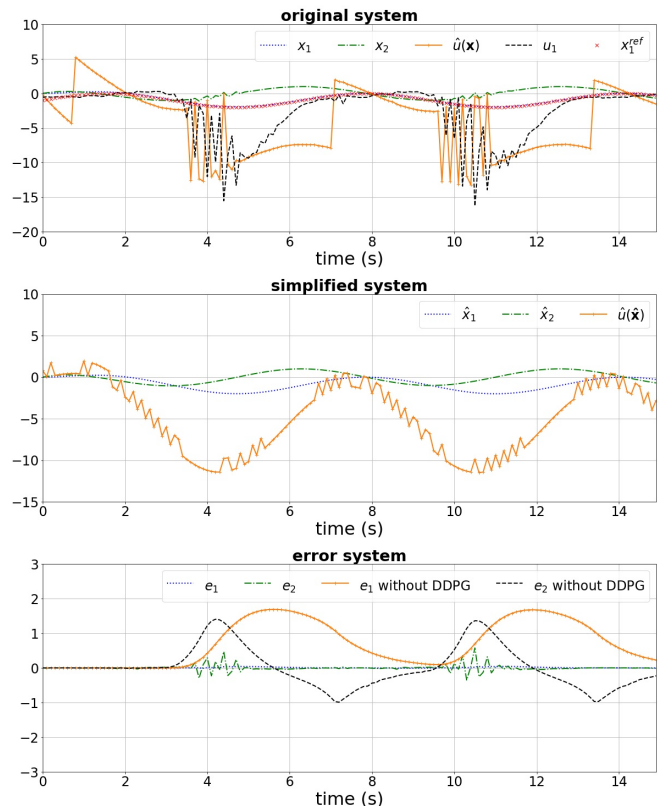 original system
x₁ x₂ û(𝐱) u₁ x₁ʳᵉᶠ
10
5
0
−5
−10
−15
−20
0 2 4 6 8 10 12 14
time (s)
simplified system
x̂₁ x̂₂ û(𝐱̂)
10
5
0
−5
−10
−15
0 2 4 6 8 10 12 14
time (s)
error system
e₁ e₂ e₁ without DDPG e₂ without DDPG
3
2
1
0
−1
−2
−3
0 2 4 6 8 10 12 14
time (s)